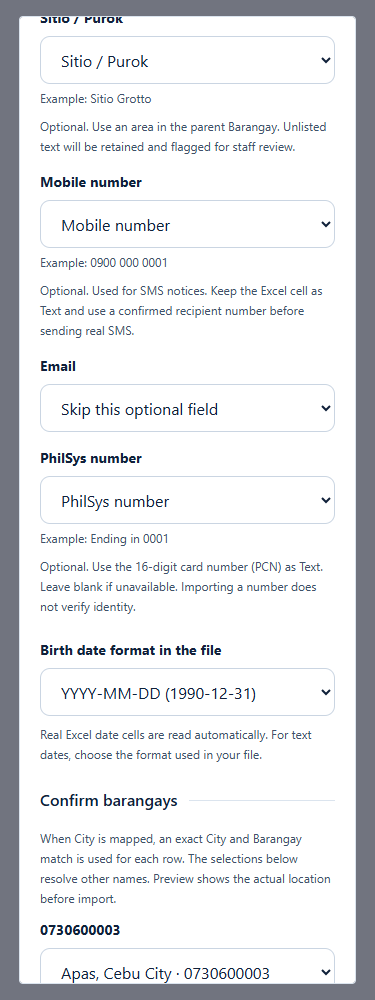 Sitio / Purok
Sitio / Purok
Example: Sitio Grotto
Optional. Use an area in the parent Barangay. Unlisted
text will be retained and flagged for staff review.
Mobile number
Mobile number
Example: 0900 000 0001
Optional. Used for SMS notices. Keep the Excel cell as
Text and use a confirmed recipient number before
sending real SMS.
Email
Skip this optional field
PhilSys number
PhilSys number
Example: Ending in 0001
Optional. Use the 16-digit card number (PCN) as Text.
Leave blank if unavailable. Importing a number does
not verify identity.
Birth date format in the file
YYYY-MM-DD (1990-12-31)
Real Excel date cells are read automatically. For text
dates, choose the format used in your file.
Confirm barangays
When City is mapped, an exact City and Barangay
match is used for each row. The selections below
resolve other names. Preview shows the actual location
before import.
0730600003
Apas, Cebu City · 0730600003